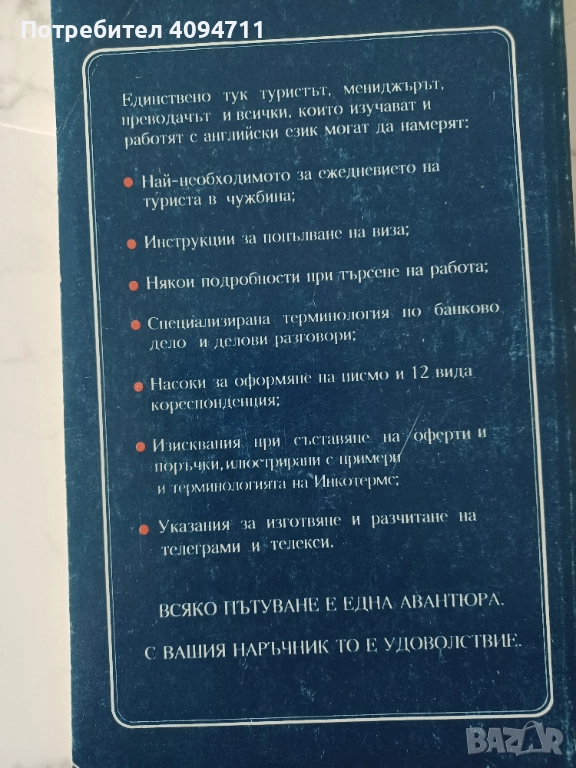 Потребител 4094711
Единствено тук туристът, мениджърът,
преводачът и всички, които изучават и
работят с английски език могат да намерят:
Най-необходимото за ежедневието на
туриста в чужбина;
Инструкции за попълване на виза;
Някои подробности при търсене на работа;
Специализирана терминология по банково
дело и делови разговори;
Насоки за оформяне на писмо и 12 вида
кореспонденция;
Изисквания при съставяне на оферти и
поръчки, илюстрирани с примери
и терминологията на Инкотермс;
Указания за изготвяне и разчитане на
телеграми и телекси.
ВСЯКО ПЪТУВАНЕ Е ЕДНА АВАНТЮРА.
С ВАШИЯ НАРЪЧНИК ТО Е УДОВОЛСТВИЕ.
BAZAR